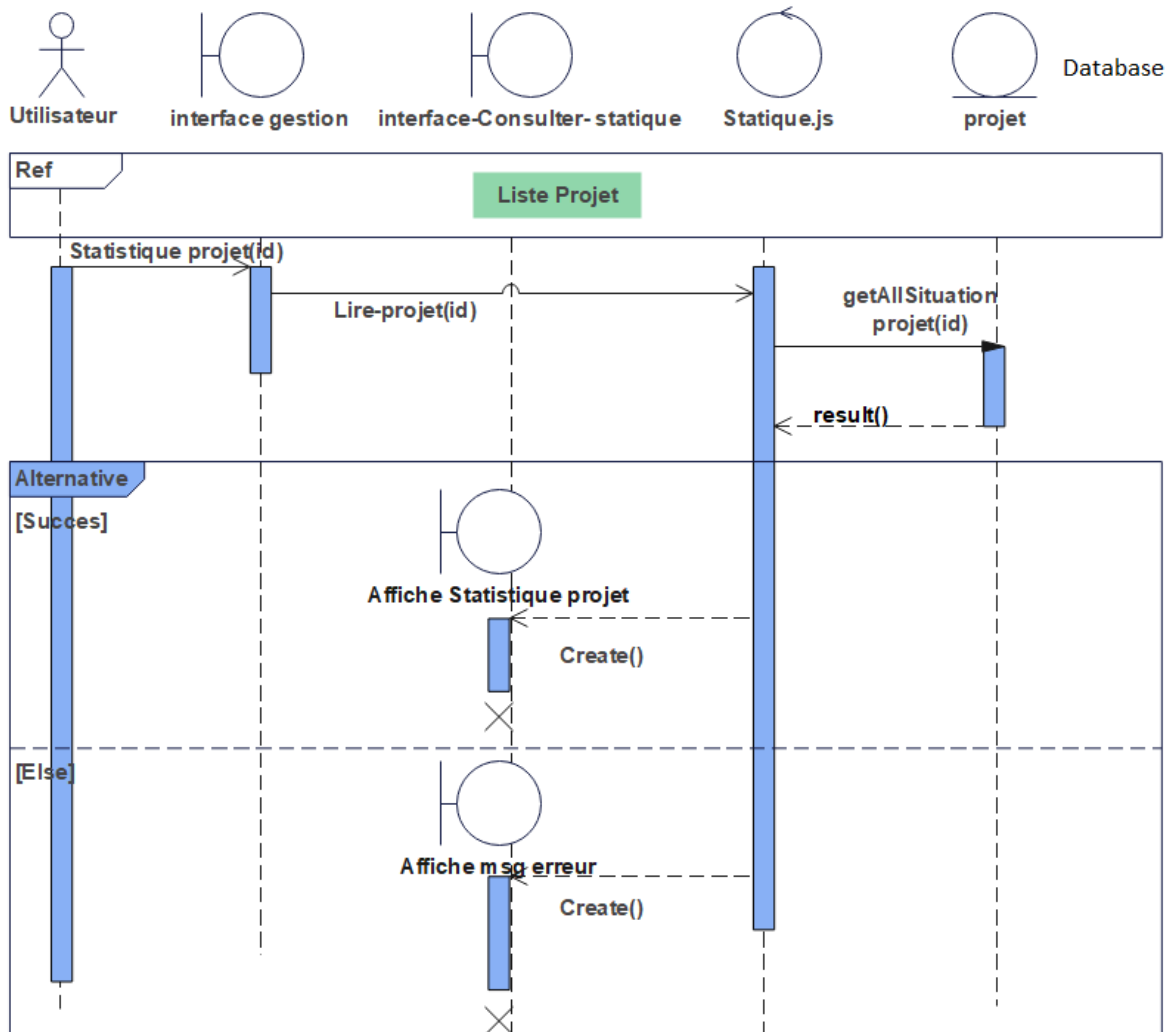 Database
Utilisateur
interface gestion
interface-Consulter- statique
Statique.js
projet
Ref
Liste Projet
Statistique projet(id)
Lire-projet(id)
getAllSituation
projet(id)
result()
Alternative
[Succes]
Affiche Statistique projet
Create()
[Else]
Affiche msg erreur
Create()